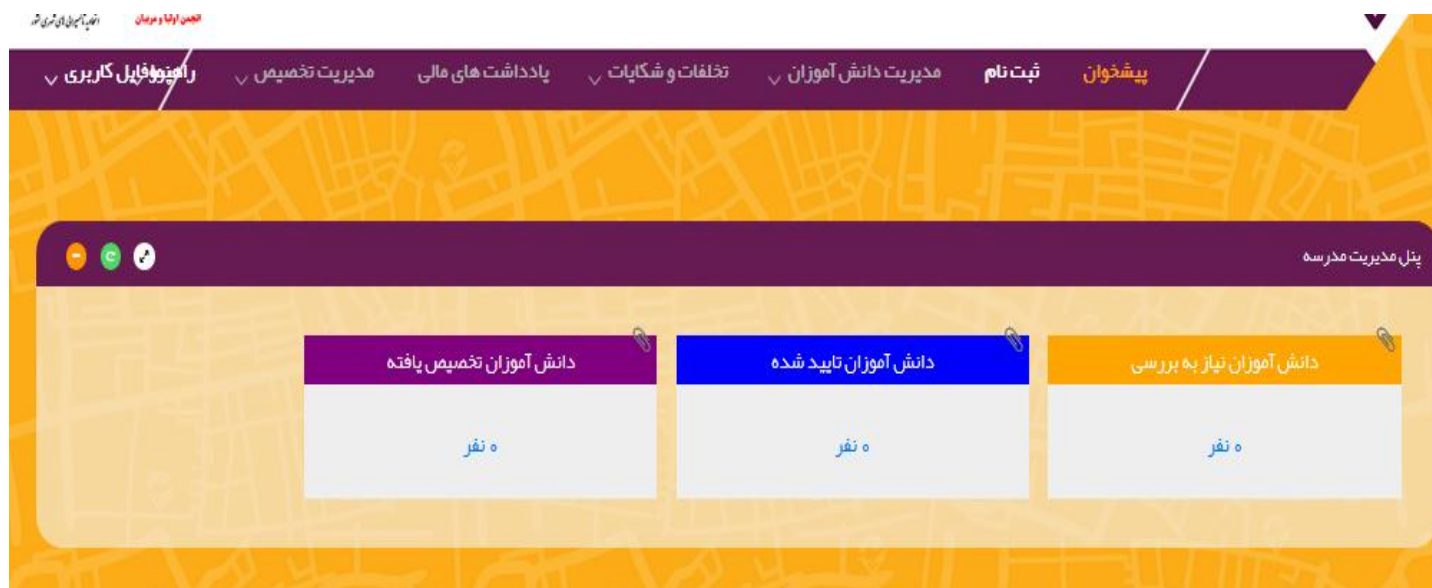 انجمن اولیا و مربیان
پیشخوان ثبت نام مدیریت دانش آموزان تخلفات و شکایات یادداشت های مالی مدیریت تخصیص پروفایل کاربری
پنل مدیریت مدرسه
دانش آموزان نیاز به بررسی دانش آموزان تایید شده دانش آموزان تخصیص یافته
۰ نفر ۰ نفر ۰ نفر